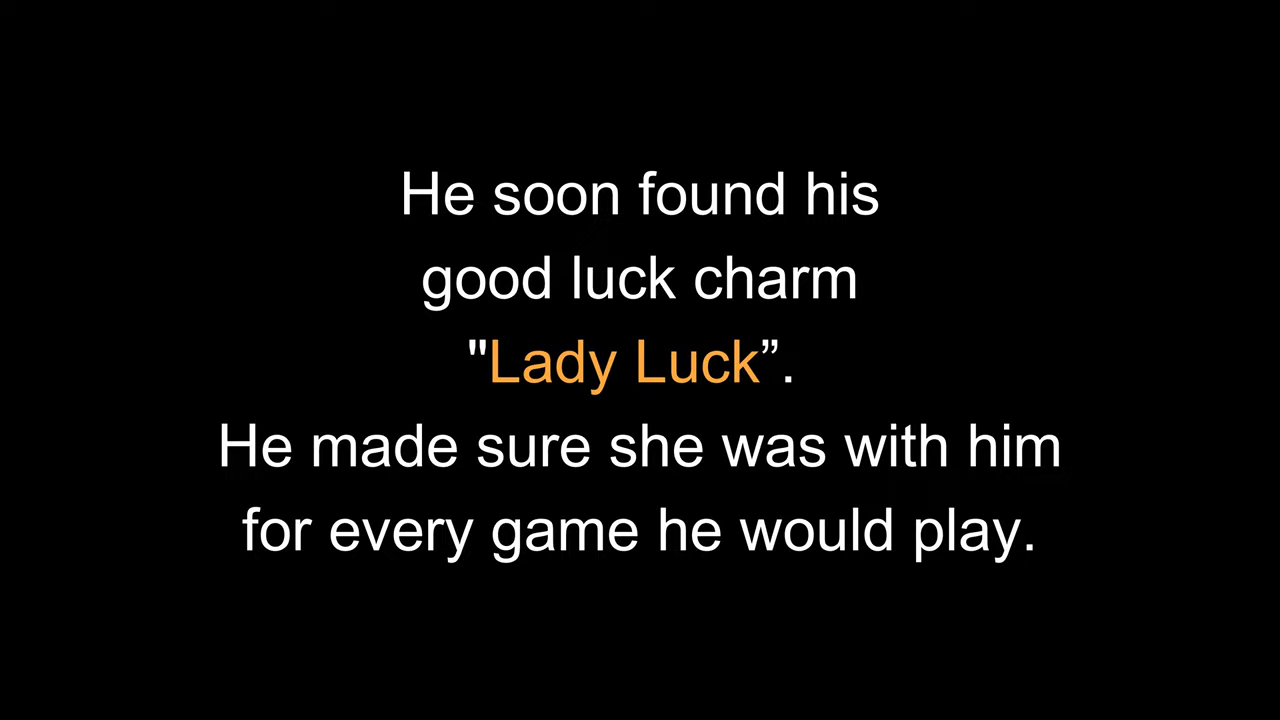 He soon found his
good luck charm
"Lady Luck”.
He made sure she was with him
for every game he would play.